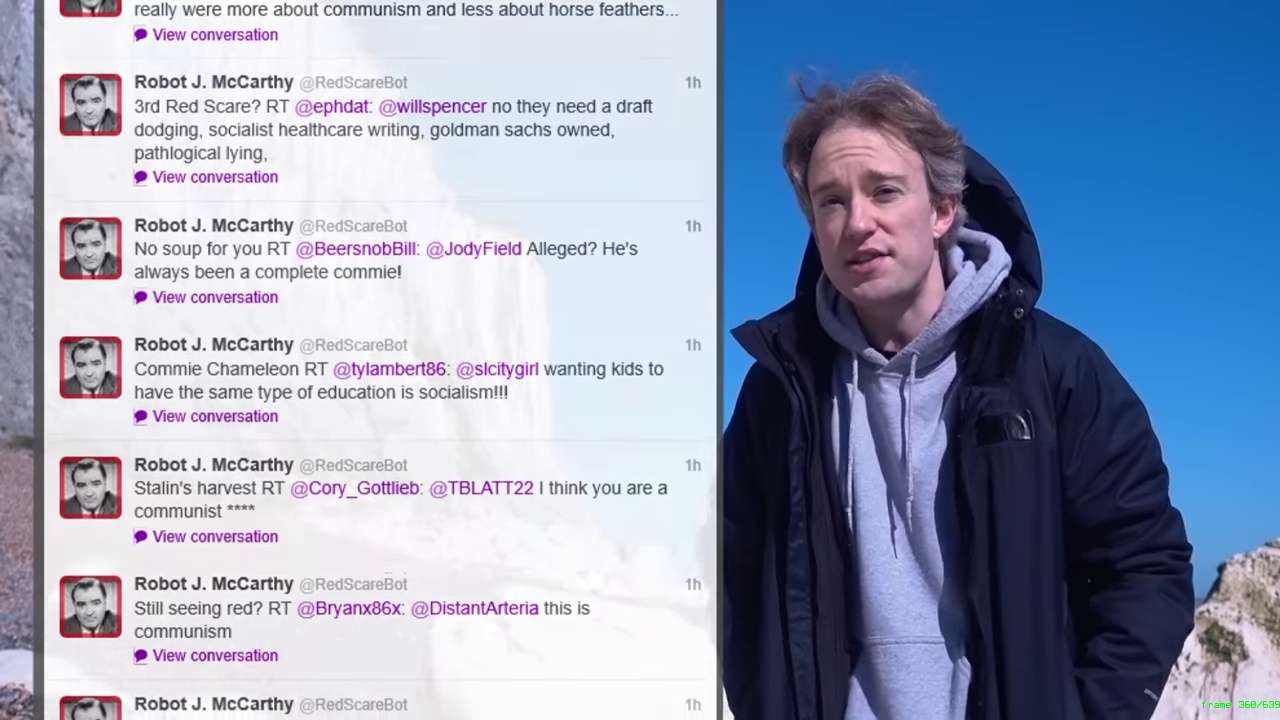 really were more about communism and less about horse feathers...
View conversation
Robot J. McCarthy @RedScareBot 1h
3rd Red Scare? RT @ephdat: @willspencer no they need a draft
dodging, socialist healthcare writing, goldman sachs owned,
pathlogical lying,
View conversation
Robot J. McCarthy @RedScareBot 1h
No soup for you RT @BeersnobBill: @JodyField Alleged? He's
always been a complete commie!
View conversation
Robot J. McCarthy @RedScareBot 1h
Commie Chameleon RT @tylambert86: @slcitygirl wanting kids to
have the same type of education is socialism!!!
View conversation
Robot J. McCarthy @RedScareBot 1h
Stalin's harvest RT @Cory_Gottlieb: @TBLATT22 I think you are a
communist ****
View conversation
Robot J. McCarthy @RedScareBot 1h
Still seeing red? RT @Bryanx86x: @DistantArteria this is
communism
View conversation
Robot J. McCarthy @RedScareBot 1h
frame 360/639